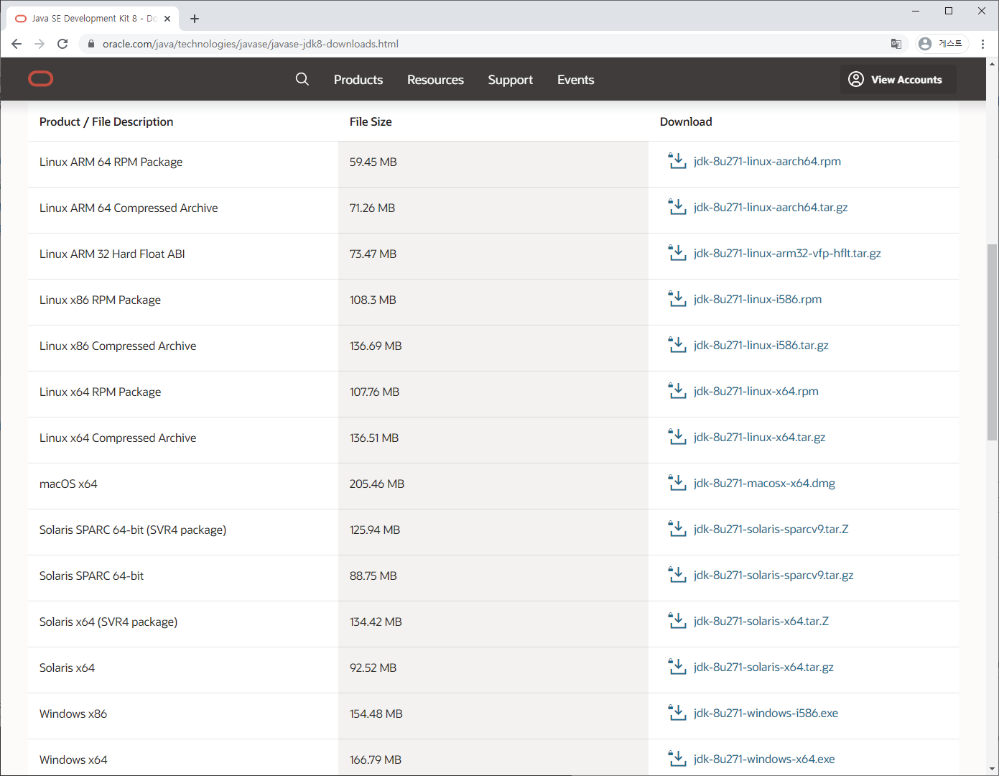 Java SE Development Kit 8 - Do
oracle.com/java/technologies/javase/javase-jdk8-downloads.html
게스트
Products Resources Support Events View Accounts
Product / File Description File Size Download
Linux ARM 64 RPM Package 59.45 MB jdk-8u271-linux-aarch64.rpm
Linux ARM 64 Compressed Archive 71.26 MB jdk-8u271-linux-aarch64.tar.gz
Linux ARM 32 Hard Float ABI 73.47 MB jdk-8u271-linux-arm32-vfp-hflt.tar.gz
Linux x86 RPM Package 108.3 MB jdk-8u271-linux-i586.rpm
Linux x86 Compressed Archive 136.69 MB jdk-8u271-linux-i586.tar.gz
Linux x64 RPM Package 107.76 MB jdk-8u271-linux-x64.rpm
Linux x64 Compressed Archive 136.51 MB jdk-8u271-linux-x64.tar.gz
macOS x64 205.46 MB jdk-8u271-macosx-x64.dmg
Solaris SPARC 64-bit (SVR4 package) 125.94 MB jdk-8u271-solaris-sparcv9.tar.Z
Solaris SPARC 64-bit 88.75 MB jdk-8u271-solaris-sparcv9.tar.gz
Solaris x64 (SVR4 package) 134.42 MB jdk-8u271-solaris-x64.tar.Z
Solaris x64 92.52 MB jdk-8u271-solaris-x64.tar.gz
Windows x86 154.48 MB jdk-8u271-windows-i586.exe
Windows x64 166.79 MB jdk-8u271-windows-x64.exe